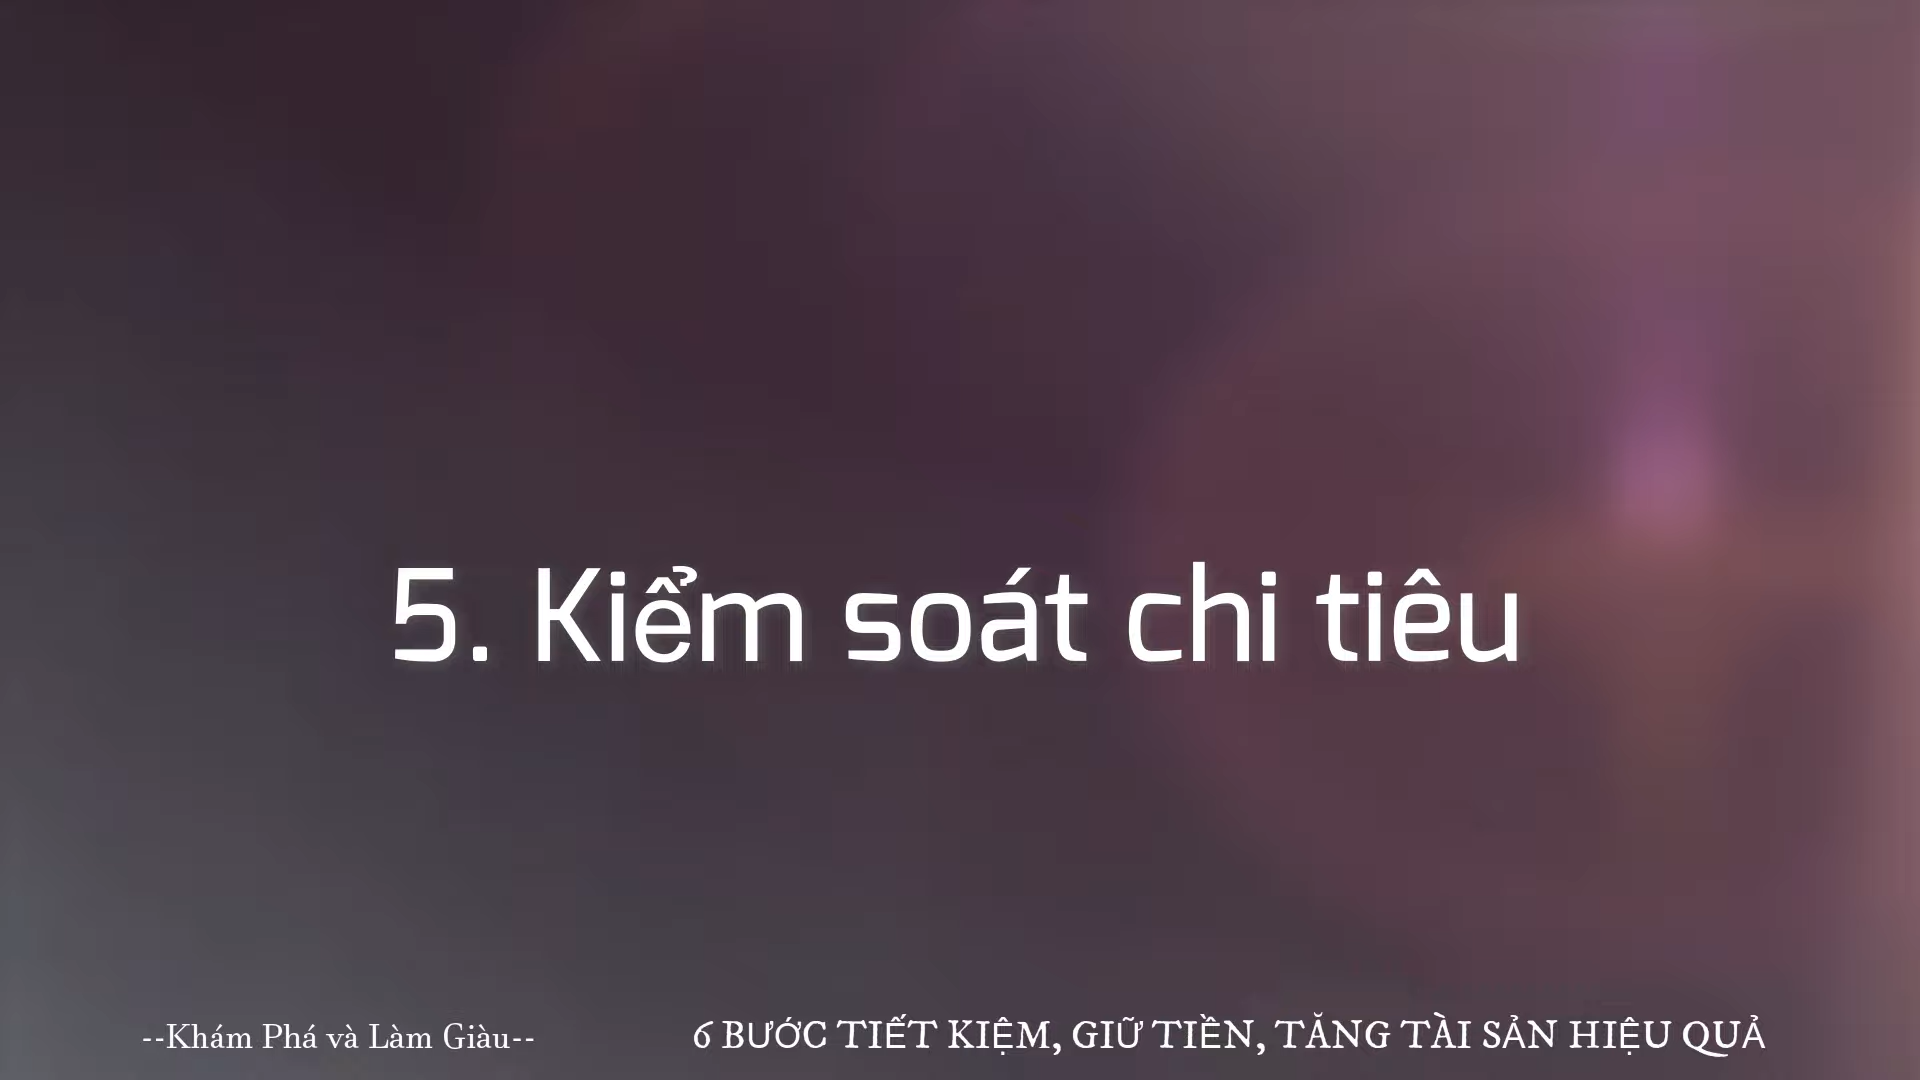 5. Kiểm soát chi tiêu
--Khám Phá và Làm Giàu--
6 BƯỚC TIẾT KIỆM, GIỮ TIỀN, TĂNG TÀI SẢN HIỆU QUẢ